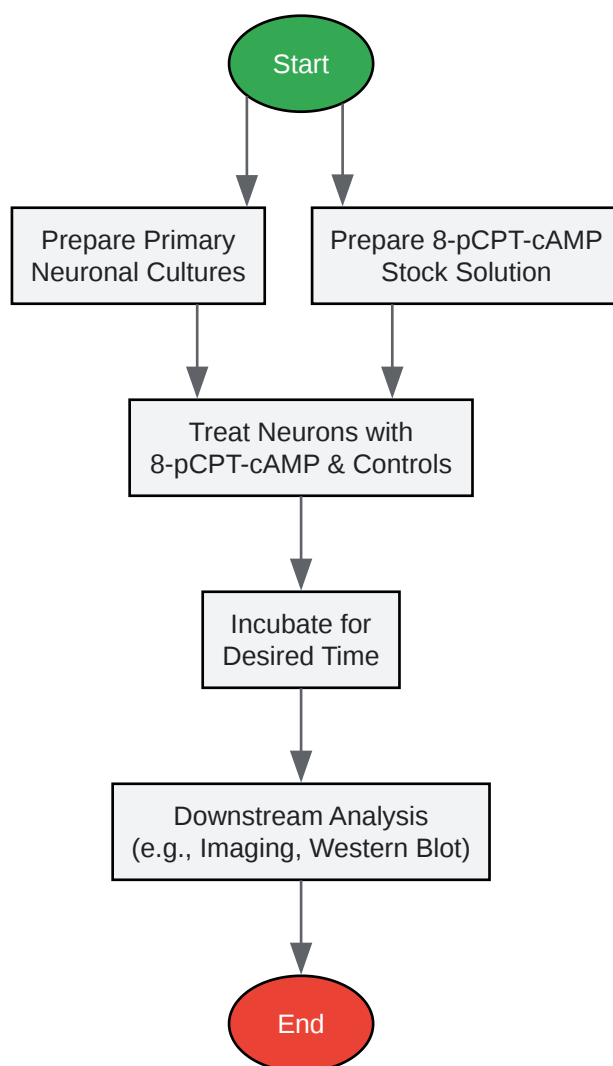 Start
Prepare Primary
Neuronal Cultures
Prepare 8-pCPT-cAMP
Stock Solution
Treat Neurons with
8-pCPT-cAMP & Controls
Incubate for
Desired Time
Downstream Analysis
(e.g., Imaging, Western Blot)
End